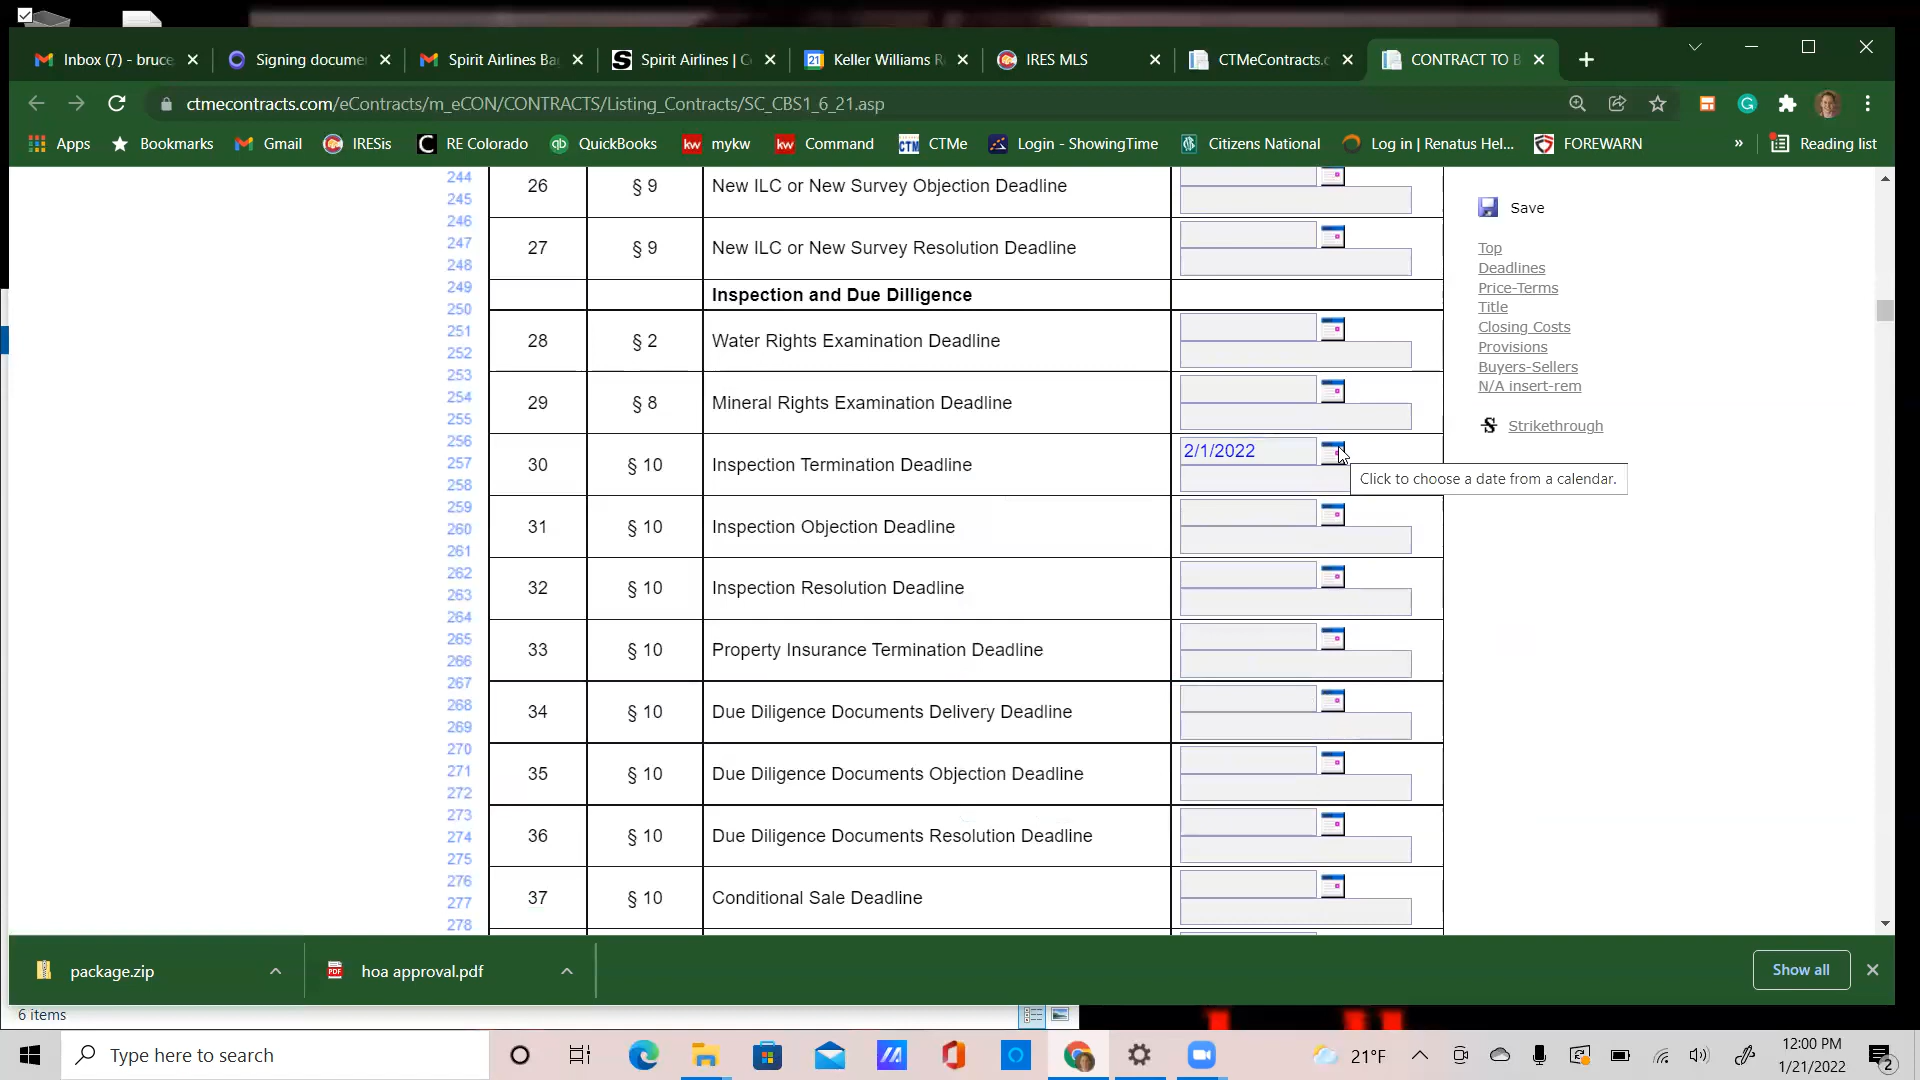 Inbox (7) - bruce
Signing docume
Spirit Airlines Ba
Spirit Airlines | C
Keller Williams R
IRES MLS
CTMeContracts.c
CONTRACT TO B
ctmecontracts.com/eContracts/m_eCON/CONTRACTS/Listing_Contracts/SC_CBS1_6_21.asp
Apps
Bookmarks
Gmail
IRESis
RE Colorado
QuickBooks
mykw
Command
CTMe
Login - ShowingTime
Citizens National
Log in | Renatus Hel...
FOREWARN
»
Reading list
244
245
246
247
248
249
250
251
252
253
254
255
256
257
258
259
260
261
262
263
264
265
266
267
268
269
270
271
272
273
274
275
276
277
278
26 § 9 New ILC or New Survey Objection Deadline
27 § 9 New ILC or New Survey Resolution Deadline
Inspection and Due Dilligence
28 § 2 Water Rights Examination Deadline
29 § 8 Mineral Rights Examination Deadline
30 § 10 Inspection Termination Deadline 2/1/2022
Click to choose a date from a calendar.
31 § 10 Inspection Objection Deadline
32 § 10 Inspection Resolution Deadline
33 § 10 Property Insurance Termination Deadline
34 § 10 Due Diligence Documents Delivery Deadline
35 § 10 Due Diligence Documents Objection Deadline
36 § 10 Due Diligence Documents Resolution Deadline
37 § 10 Conditional Sale Deadline
Save
Top
Deadlines
Price-Terms
Title
Closing Costs
Provisions
Buyers-Sellers
N/A insert-rem
S Strikethrough
package.zip
hoa approval.pdf
Show all
6 items
Type here to search
21°F
12:00 PM
1/21/2022
2